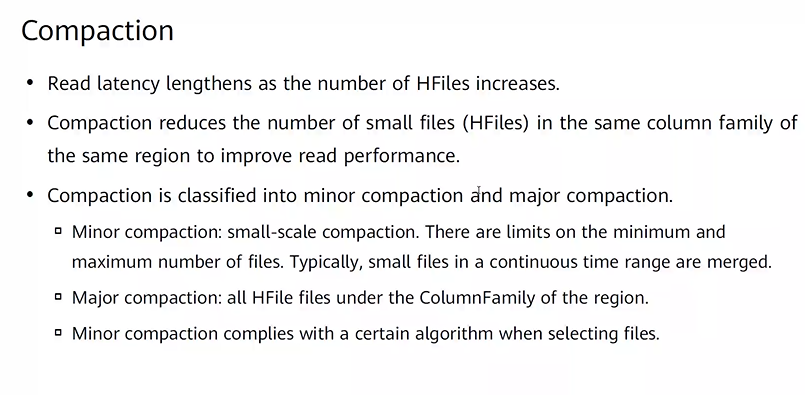 Compaction
• Read latency lengthens as the number of HFiles increases.
• Compaction reduces the number of small files (HFiles) in the same column family of
the same region to improve read performance.
• Compaction is classified into minor compaction and major compaction.
▫ Minor compaction: small-scale compaction. There are limits on the minimum and
maximum number of files. Typically, small files in a continuous time range are merged.
▫ Major compaction: all HFile files under the ColumnFamily of the region.
▫ Minor compaction complies with a certain algorithm when selecting files.